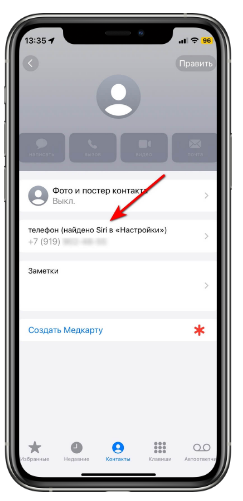 13:35
96
Править
Фото и постер контакта
Выкл.
телефон (найдено Siri в «Настройки»)
+7 (919)
Заметки
Создать Медкарту
Избранные Недавние Контакты Клавиши Автоответчик